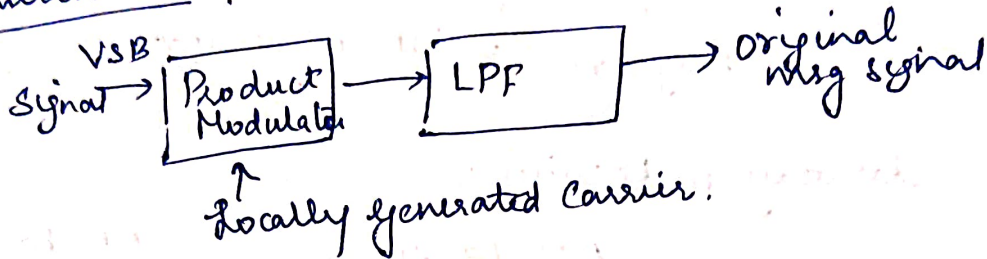 VSB
Signal
Product
Modulator
LPF
original
msg signal
Locally generated Carrier.